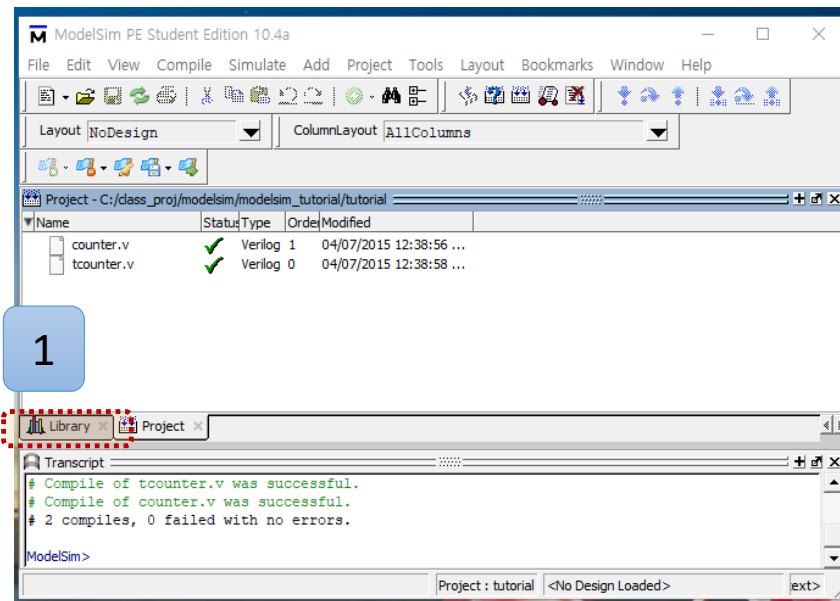 ModelSim PE Student Edition 10.4a
File Edit View Compile Simulate Add Project Tools Layout Bookmarks Window Help
Layout NoDesign ColumnLayout AllColumns
Project - C:/class_proj/modelsim/modelsim_tutorial/tutorial
Name Status Type Order Modified
counter.v Verilog 1 04/07/2015 12:38:56 ...
tcounter.v Verilog 0 04/07/2015 12:38:58 ...
1
Library Project
Transcript
# Compile of tcounter.v was successful.
# Compile of counter.v was successful.
# 2 compiles, 0 failed with no errors.
ModelSim>
Project : tutorial <No Design Loaded> ext>